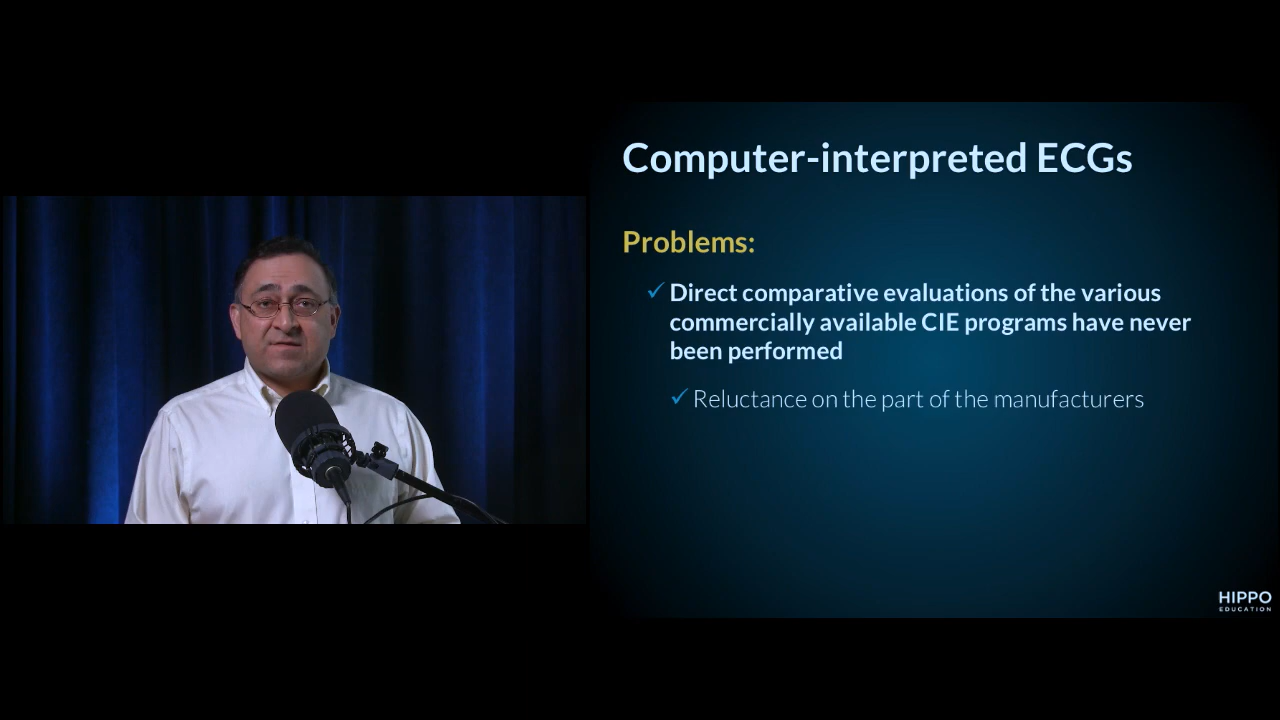 Computer-interpreted ECGs
Problems:
Direct comparative evaluations of the various
commercially available CIE programs have never
been performed
Reluctance on the part of the manufacturers
HIPPO
EDUCATION